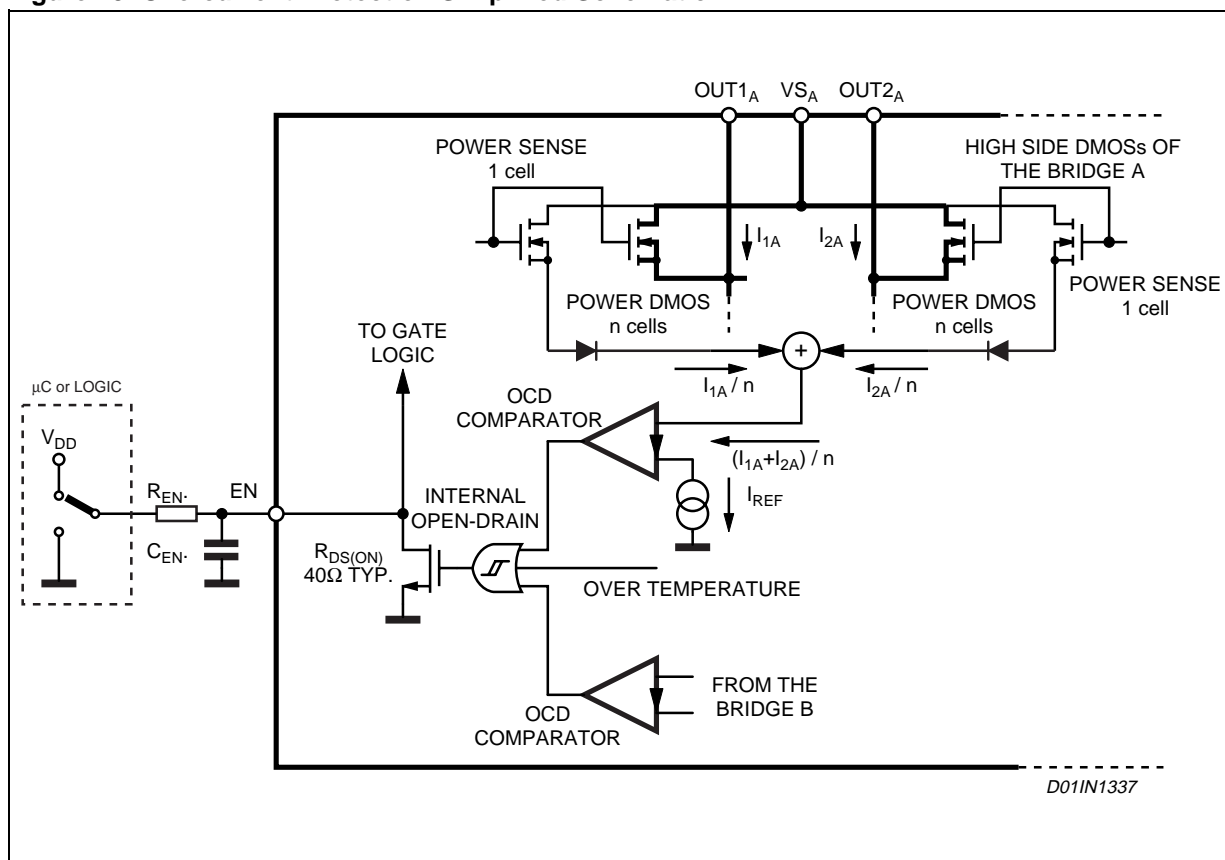 OUT1A VSA OUT2A
POWER SENSE
1 cell
HIGH SIDE DMOSs OF
THE BRIDGE A
I1A
I2A
POWER SENSE
1 cell
POWER DMOS
n cells
POWER DMOS
n cells
TO GATE
LOGIC
+
I1A / n
I2A / n
μC or LOGIC
OCD
COMPARATOR
VDD
(I1A+I2A) / n
IREF
REN.
EN
INTERNAL
OPEN-DRAIN
CEN.
RDS(ON)
40Ω TYP.
OVER TEMPERATURE
FROM THE
BRIDGE B
OCD
COMPARATOR
D01IN1337